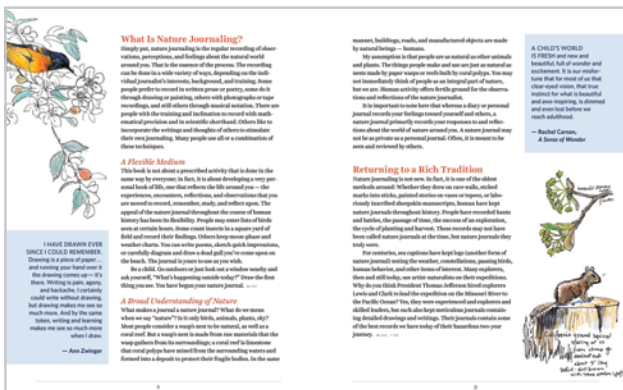 What Is Nature Journaling?
Simply put, nature journaling is the regular recording of obser-
vations, perceptions, and feelings about the natural world
around you. That is the essence of the process. The recording
can be done in a wide variety of ways, depending on the indi-
vidual journalist's interests, background, and training. Some
people prefer to record in written prose or poetry, some do it
through drawing or painting, others with photographs or tape
recordings, and still others through musical notation. There are
people with the training and inclination to record with math-
ematical precision and in scientific shorthand. Others like to
incorporate the writings and thoughts of others to stimulate
their own journaling. Many people use all or a combination of
these techniques.
A Flexible Medium
This book is not about a prescribed activity that is done in the
same way by everyone; in fact, it is about developing a very per-
sonal book of life, one that reflects the life around you — the
experiences, encounters, reflections, and observations that you
are moved to record, remember, study, and reflect upon. The
appeal of the nature journal throughout the course of human
history has been its flexibility. People may enter lists of birds
seen at certain hours. Some count insects in a square yard of
field and record their findings. Others keep moon-phase and
weather charts. You can write poems, sketch quick impressions,
or carefully diagram and draw a dead gull you've come upon on
the beach. The journal is yours to use as you wish.
Be a child. Go outdoors or just look out a window nearby and
ask yourself, "What's happening outside today?" Draw the first
thing you see. You have begun your nature journal.
A Broad Understanding of Nature
What makes a journal a nature journal? What do we mean
when we say "nature"? Is it only birds, animals, plants, sky?
Most people consider a wasp's nest to be natural, as well as a
coral reef. But a wasp's nest is made from raw materials that the
wasp gathers from its surroundings; a coral reef is limestone
that coral polyps have mined from the surrounding waters and
formed into a deposit to protect their fragile bodies. In the same
I HAVE DRAWN EVER
SINCE I COULD REMEMBER.
Drawing is a piece of paper ...
and running your hand over it
the drawing comes up — it's
there. Writing is pain, agony,
and backache. I certainly
could write without drawing,
but drawing makes me see so
much more. And by the same
token, writing and learning
makes me see so much more
when I draw.
— Ann Zwinger
manner, buildings, roads, and manufactured objects are made
by natural beings — humans.
My assumption is that people are as natural as other animals
and plants. The things people make and use are just as natural as
nests made by paper wasps or reefs built by coral polyps. You may
not immediately think of people as an integral part of nature,
but we are. Human activity offers fertile ground for the observa-
tions and reflections of the nature journalist.
It is important to note here that whereas a diary or personal
journal records your feelings toward yourself and others, a
nature journal primarily records your responses to and reflec-
tions about the world of nature around you. A nature journal may
not be as private as a personal journal. Often, it is meant to be
seen and reviewed by others.
Returning to a Rich Tradition
Nature journaling is not new. In fact, it is one of the oldest
methods around: Whether they drew on cave walls, etched
marks into sticks, painted stories on vases or tepees, or labo-
riously inscribed sheepskin manuscripts, human have kept
nature journals throughout history. People have recorded hunts
and battles, the passage of time, the success of an exploration,
the cycle of planting and harvest. These records may not have
been called nature journals at the time, but nature journals they
truly were.
For centuries, sea captains have kept logs (another form of
nature journal) noting the weather, constellations, passing birds,
human behavior, and other items of interest. Many explorers,
then and still today, use artist-naturalists on their expeditions.
Why do you think President Thomas Jefferson hired explorers
Lewis and Clark to lead the expedition on the Missouri River to
the Pacific Ocean? Yes, they were experienced and explorers and
skilled leaders, but each also kept meticulous journals contain-
ing detailed drawings and writings. Their journals contain some
of the best records we have today of their hazardous two year
journey.
A CHILD'S WORLD
IS FRESH and new and
beautiful, full of wonder and
excitement. It is our misfor-
tune that for most of us that
clear-eyed vision, that true
instinct for what is beautiful
and awe-inspiring, is dimmed
and even lost before we
reach adulthood.
— Rachel Carson,
A Sense of Wonder
California ground squirrel